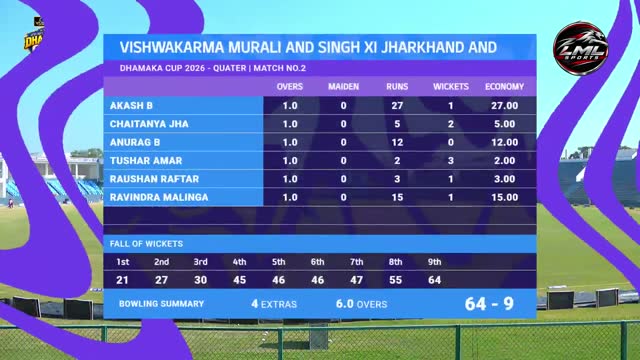 VISHWAKARMA MURALI AND SINGH XI JHARKHAND AND
DHAMAKA CUP 2026 - QUATER | MATCH NO.2
OVERS MAIDEN RUNS WICKETS ECONOMY
AKASH B 1.0 0 27 1 27.00
CHAITANYA JHA 1.0 0 5 2 5.00
ANURAG B 1.0 0 12 0 12.00
TUSHAR AMAR 1.0 0 2 3 2.00
RAUSHAN RAFTAR 1.0 0 3 1 3.00
RAVINDRA MALINGA 1.0 0 15 1 15.00
FALL OF WICKETS
1st 2nd 3rd 4th 5th 6th 7th 8th 9th
21 27 30 45 46 46 47 55 64
BOWLING SUMMARY 4 EXTRAS 6.0 OVERS 64 - 9
LML
SPORTS